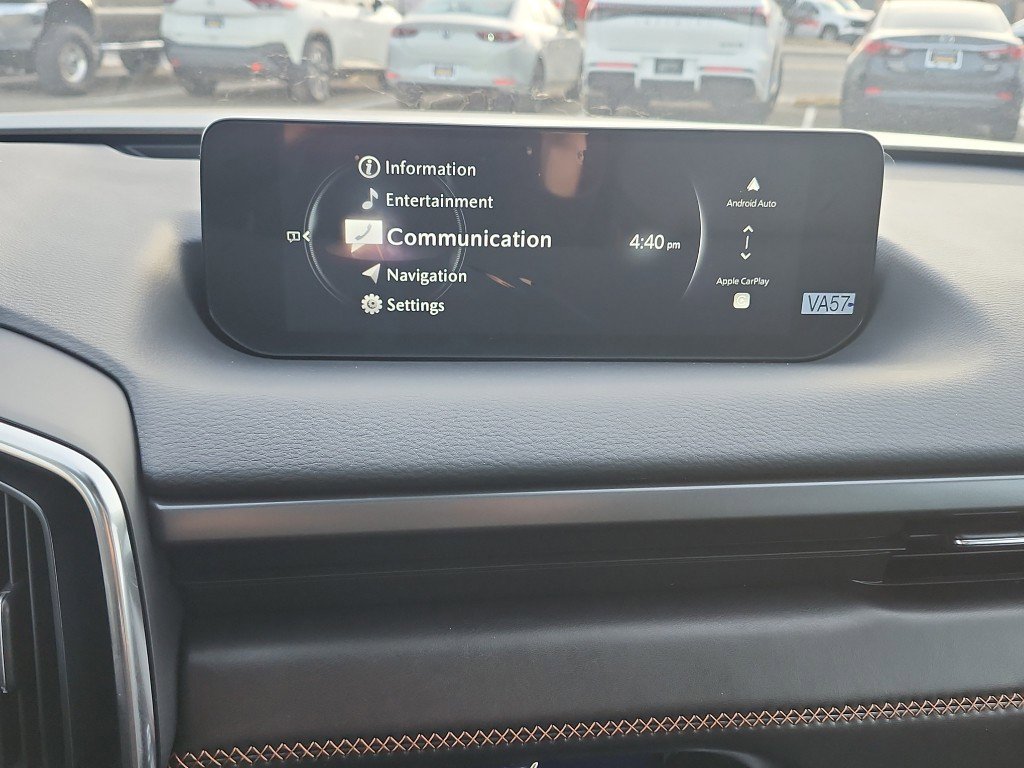 Information
Entertainment
Communication
Navigation
Settings
4:40 pm
Android Auto
Apple CarPlay
VA57